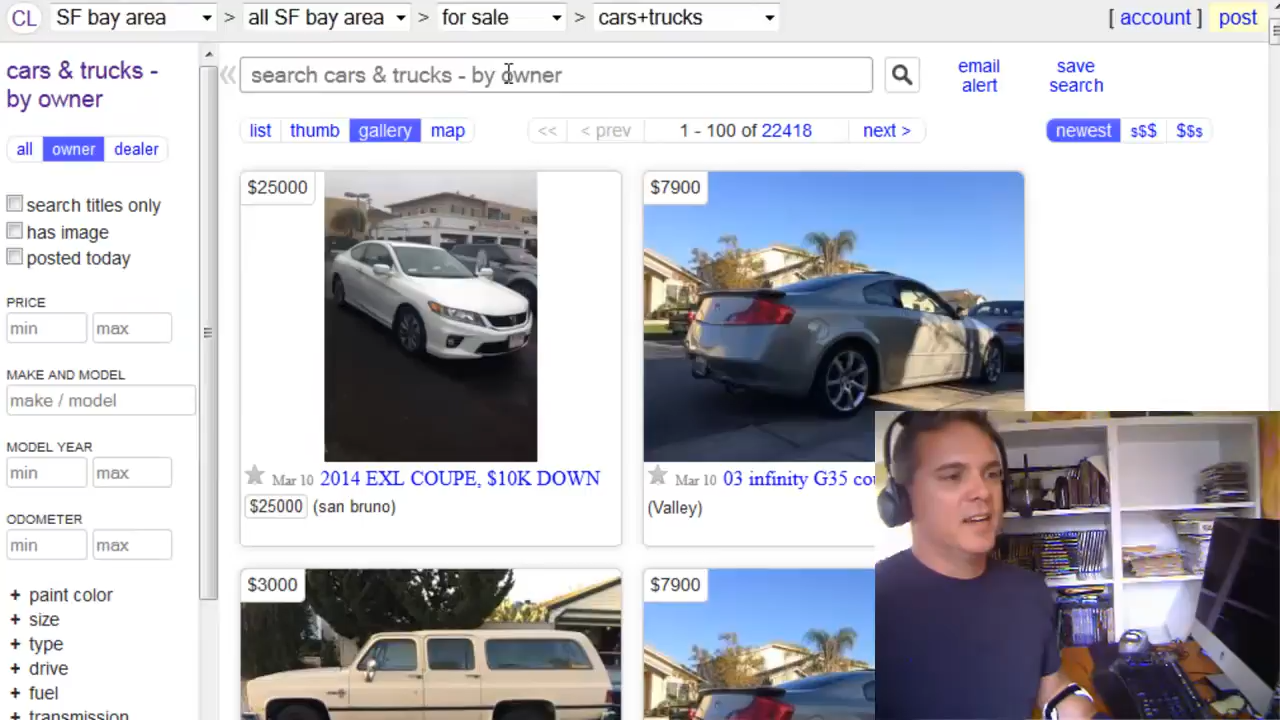 CL SF bay area > all SF bay area > for sale > cars+trucks [ account ] post
cars & trucks -
by owner
all owner dealer
search titles only
has image
posted today
PRICE
min max
MAKE AND MODEL
make / model
MODEL YEAR
min max
ODOMETER
min max
+ paint color
+ size
+ type
+ drive
+ fuel
transmission
search cars & trucks - by owner
email
alert
save
search
list thumb gallery map
<< < prev 1 - 100 of 22418 next >
newest $$$ $$$
$25000
Mar 10 2014 EXL COUPE, $10K DOWN
$25000 (san bruno)
$7900
Mar 10 03 infinity G35 cou
(Valley)
$3000
$7900